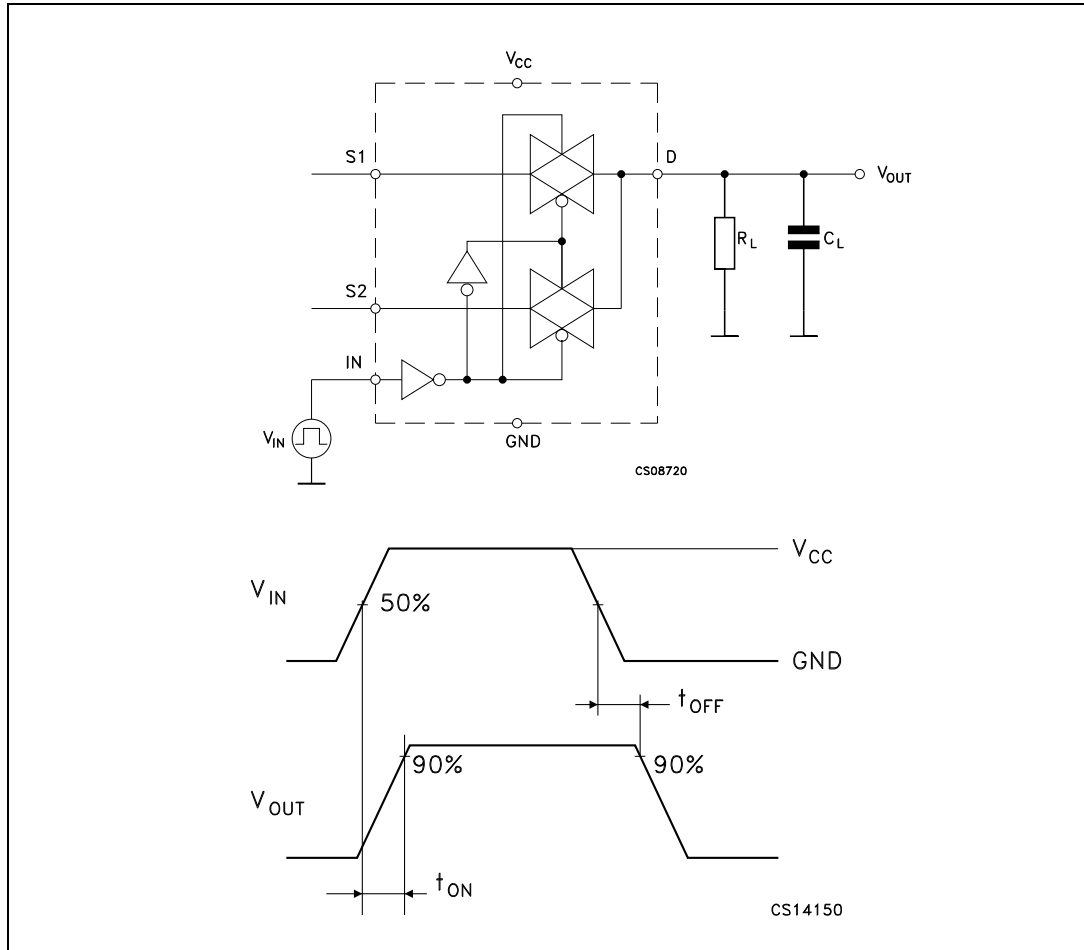 VCC
S1
D
VOUT
RL
CL
S2
IN
VIN
GND
CS08720
VCC
VIN
50%
GND
tOFF
90%
90%
VOUT
tON
CS14150